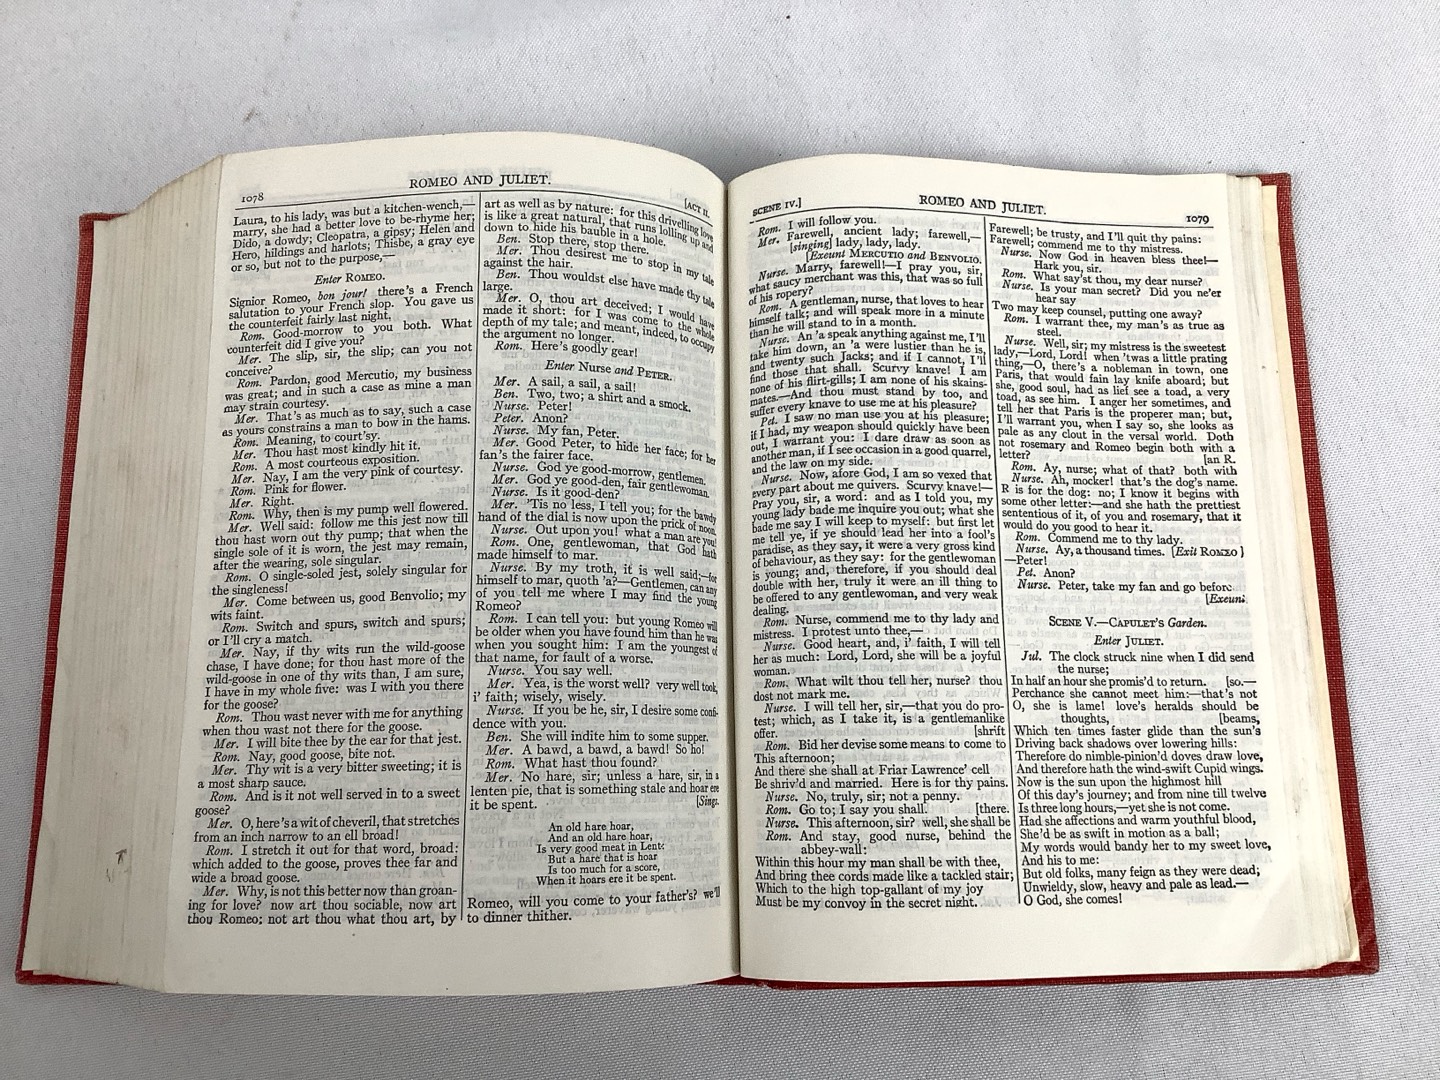 1078
ROMEO AND JULIET.
[ACT II.
Laura, to his lady, was but a kitchen-wench,—
marry, she had a better love to be-rhyme her;
Dido, a dowdy; Cleopatra, a gipsy; Helen and
Hero, hildings and harlots; Thisbe, a gray eye
or so, but not to the purpose,—
Enter ROMEO.
Signior Romeo, bon jour! there's a French
salutation to your French slop. You gave us
the counterfeit fairly last night.
Rom. Good-morrow to you both. What
counterfeit did I give you?
Mer. The slip, sir, the slip; can you not
conceive?
Rom. Pardon, good Mercutio, my business
was great; and in such a case as mine a man
may strain courtesy.
Mer. That's as much as to say, such a case
as yours constrains a man to bow in the hams.
Rom. Meaning, to court'sy.
Mer. Thou hast most kindly hit it.
Rom. A most courteous exposition.
Mer. Nay, I am the very pink of courtesy.
Rom. Pink for flower.
Mer. Right.
Rom. Why, then is my pump well flowered.
Mer. Well said: follow me this jest now till
thou hast worn out thy pump; that when the
single sole of it is worn, the jest may remain,
after the wearing, sole singular.
Rom. O single-soled jest, solely singular for
the singleness!
Mer. Come between us, good Benvolio; my
wits faint.
Rom. Switch and spurs, switch and spurs;
or I'll cry a match.
Mer. Nay, if thy wits run the wild-goose
chase, I have done; for thou hast more of the
wild-goose in one of thy wits than, I am sure,
I have in my whole five: was I with you there
for the goose?
Rom. Thou wast never with me for anything
when thou wast not there for the goose.
Mer. I will bite thee by the ear for that jest.
Rom. Nay, good goose, bite not.
Mer. Thy wit is a very bitter sweeting; it is
a most sharp sauce.
Rom. And is it not well served in to a sweet
goose?
Mer. O, here's a wit of cheveril, that stretches
from an inch narrow to an ell broad!
Rom. I stretch it out for that word, broad:
which added to the goose, proves thee far and
wide a broad goose.
Mer. Why, is not this better now than groan-
ing for love? now art thou sociable, now art
thou Romeo; not art thou what thou art, by
art as well as by nature: for this drivelling love
is like a great natural, that runs lolling up and
down to hide his bauble in a hole.
Ben. Stop there, stop there.
Mer. Thou desirest me to stop in my tale
against the hair.
Ben. Thou wouldst else have made thy tale
large.
Mer. O, thou art deceived; I would have
made it short: for I was come to the whole
depth of my tale; and meant, indeed, to occupy
the argument no longer.
Rom. Here's goodly gear!
Enter Nurse and PETER.
Mer. A sail, a sail, a sail!
Ben. Two, two; a shirt and a smock.
Nurse. Peter!
Peter. Anon?
Nurse. My fan, Peter.
Mer. Good Peter, to hide her face; for her
fan's the fairer face.
Nurse. God ye good-morrow, gentlemen.
Mer. God ye good-den, fair gentlewoman.
Nurse. Is it good-den?
Mer. 'Tis no less, I tell you; for the bawdy
hand of the dial is now upon the prick of noon.
Nurse. Out upon you! what a man are you!
Rom. One, gentlewoman, that God hath
made himself to mar.
Nurse. By my troth, it is well said;—for
himself to mar, quoth 'a?—Gentlemen, can any
of you tell me where I may find the young
Romeo?
Rom. I can tell you: but young Romeo will
be older when you have found him than he was
when you sought him: I am the youngest of
that name, for fault of a worse.
Nurse. You say well.
Mer. Yea, is the worst well? very well took,
i' faith; wisely, wisely.
Nurse. If you be he, sir, I desire some confi-
dence with you.
Ben. She will indite him to some supper.
Mer. A bawd, a bawd, a bawd! So ho!
Rom. What hast thou found?
Mer. No hare, sir; unless a hare, sir, in a
lenten pie, that is something stale and hoar ere
it be spent. [Sings.
An old hare hoar,
And an old hare hoar,
Is very good meat in Lent:
But a hare that is hoar
Is too much for a score,
When it hoars ere it be spent.
Romeo, will you come to your father's? we'll
to dinner thither.
SCENE IV.]
ROMEO AND JULIET.
1079
Rom. I will follow you.
Mer. Farewell, ancient lady; farewell,—
[singing] lady, lady, lady.
[Exeunt MERCUTIO and BENVOLIO.
Nurse. Marry, farewell!—I pray you, sir,
what saucy merchant was this, that was so full
of his ropery?
Rom. A gentleman, nurse, that loves to hear
himself talk; and will speak more in a minute
than he will stand to in a month.
Nurse. An 'a speak anything against me, I'll
take him down, an 'a were lustier than he is,
and twenty such Jacks; and if I cannot, I'll
find those that shall. Scurvy knave! I am
none of his flirt-gills; I am none of his skains-
mates.—And thou must stand by too, and
suffer every knave to use me at his pleasure?
Pet. I saw no man use you at his pleasure;
if I had, my weapon should quickly have been
out, I warrant you: I dare draw as soon as
another man, if I see occasion in a good quarrel,
and the law on my side.
Nurse. Now, afore God, I am so vexed that
every part about me quivers. Scurvy knave!—
Pray you, sir, a word: and as I told you, my
young lady bade me inquire you out; what she
bade me say I will keep to myself: but first let
me tell ye, if ye should lead her into a fool's
paradise, as they say, it were a very gross kind
of behaviour, as they say: for the gentlewoman
is young; and, therefore, if you should deal
double with her, truly it were an ill thing to
be offered to any gentlewoman, and very weak
dealing.
Rom. Nurse, commend me to thy lady and
mistress. I protest unto thee,—
Nurse. Good heart, and, i' faith, I will tell
her as much: Lord, Lord, she will be a joyful
woman.
Rom. What wilt thou tell her, nurse? thou
dost not mark me.
Nurse. I will tell her, sir,—that you do pro-
test; which, as I take it, is a gentlemanlike
offer. [shrift
Rom. Bid her devise some means to come to
This afternoon;
And there she shall at Friar Lawrence' cell
Be shriv'd and married. Here is for thy pains.
Nurse. No, truly, sir; not a penny.
Rom. Go to; I say you shall. [there.
Nurse. This afternoon, sir? well, she shall be
Rom. And stay, good nurse, behind the
abbey-wall:
Within this hour my man shall be with thee,
And bring thee cords made like a tackled stair;
Which to the high top-gallant of my joy
Must be my convoy in the secret night.
Farewell; be trusty, and I'll quit thy pains:
Farewell; commend me to thy mistress.
Nurse. Now God in heaven bless thee!—
Hark you, sir.
Rom. What say'st thou, my dear nurse?
Nurse. Is your man secret? Did you ne'er
hear say
Two may keep counsel, putting one away?
Rom. I warrant thee, my man's as true as
steel.
Nurse. Well, sir; my mistress is the sweetest
lady,—Lord, Lord! when 'twas a little prating
thing,—O, there's a nobleman in town, one
Paris, that would fain lay knife aboard; but
she, good soul, had as lief see a toad, a very
toad, as see him. I anger her sometimes, and
tell her that Paris is the properer man; but,
I'll warrant you, when I say so, she looks as
pale as any clout in the versal world. Doth
not rosemary and Romeo begin both with a
letter? [an R.
Rom. Ay, nurse; what of that? both with
Nurse. Ah, mocker! that's the dog's name.
R is for the dog: no; I know it begins with
some other letter:—and she hath the prettiest
sententious of it, of you and rosemary, that it
would do you good to hear it.
Rom. Commend me to thy lady.
Nurse. Ay, a thousand times. [Exit ROMEO]
—Peter!
Pet. Anon?
Nurse. Peter, take my fan and go before.
[Exeunt.
SCENE V.—CAPULET'S Garden.
Enter JULIET.
Jul. The clock struck nine when I did send
the nurse;
In half an hour she promis'd to return. [so.—
Perchance she cannot meet him:—that's not
O, she is lame! love's heralds should be
thoughts, [beams,
Which ten times faster glide than the sun's
Driving back shadows over lowering hills:
Therefore do nimble-pinion'd doves draw love,
And therefore hath the wind-swift Cupid wings.
Now is the sun upon the highmost hill
Of this day's journey; and from nine till twelve
Is three long hours,—yet she is not come.
Had she affections and warm youthful blood,
She'd be as swift in motion as a ball;
My words would bandy her to my sweet love,
And his to me:
But old folks, many feign as they were dead;
Unwieldy, slow, heavy and pale as lead.—
O God, she comes!